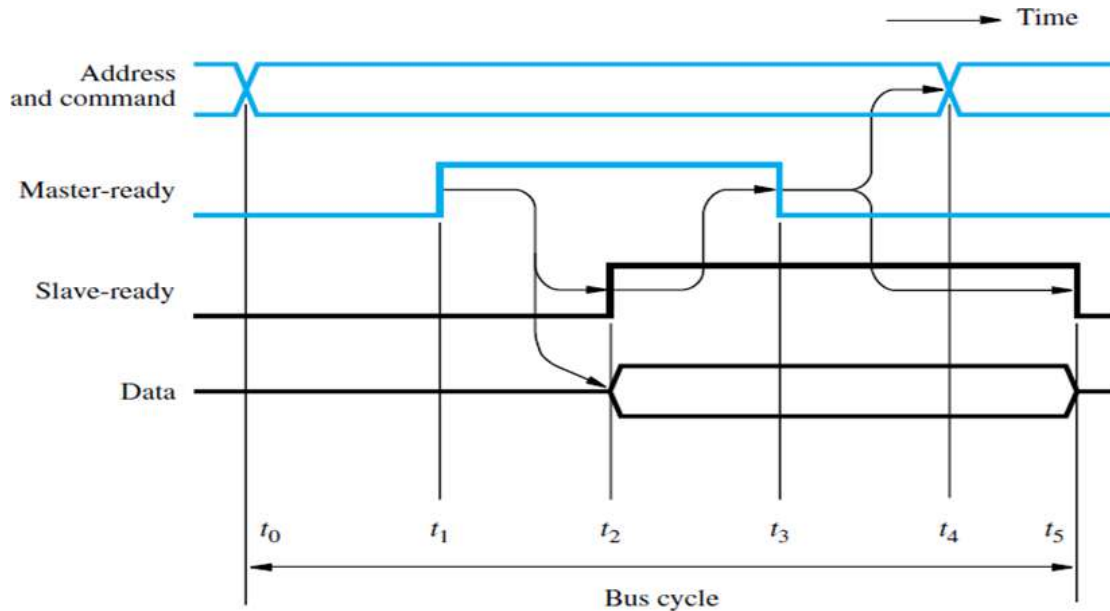 Time
Address
and command
Master-ready
Slave-ready
Data
t0 t1 t2 t3 t4 t5
Bus cycle